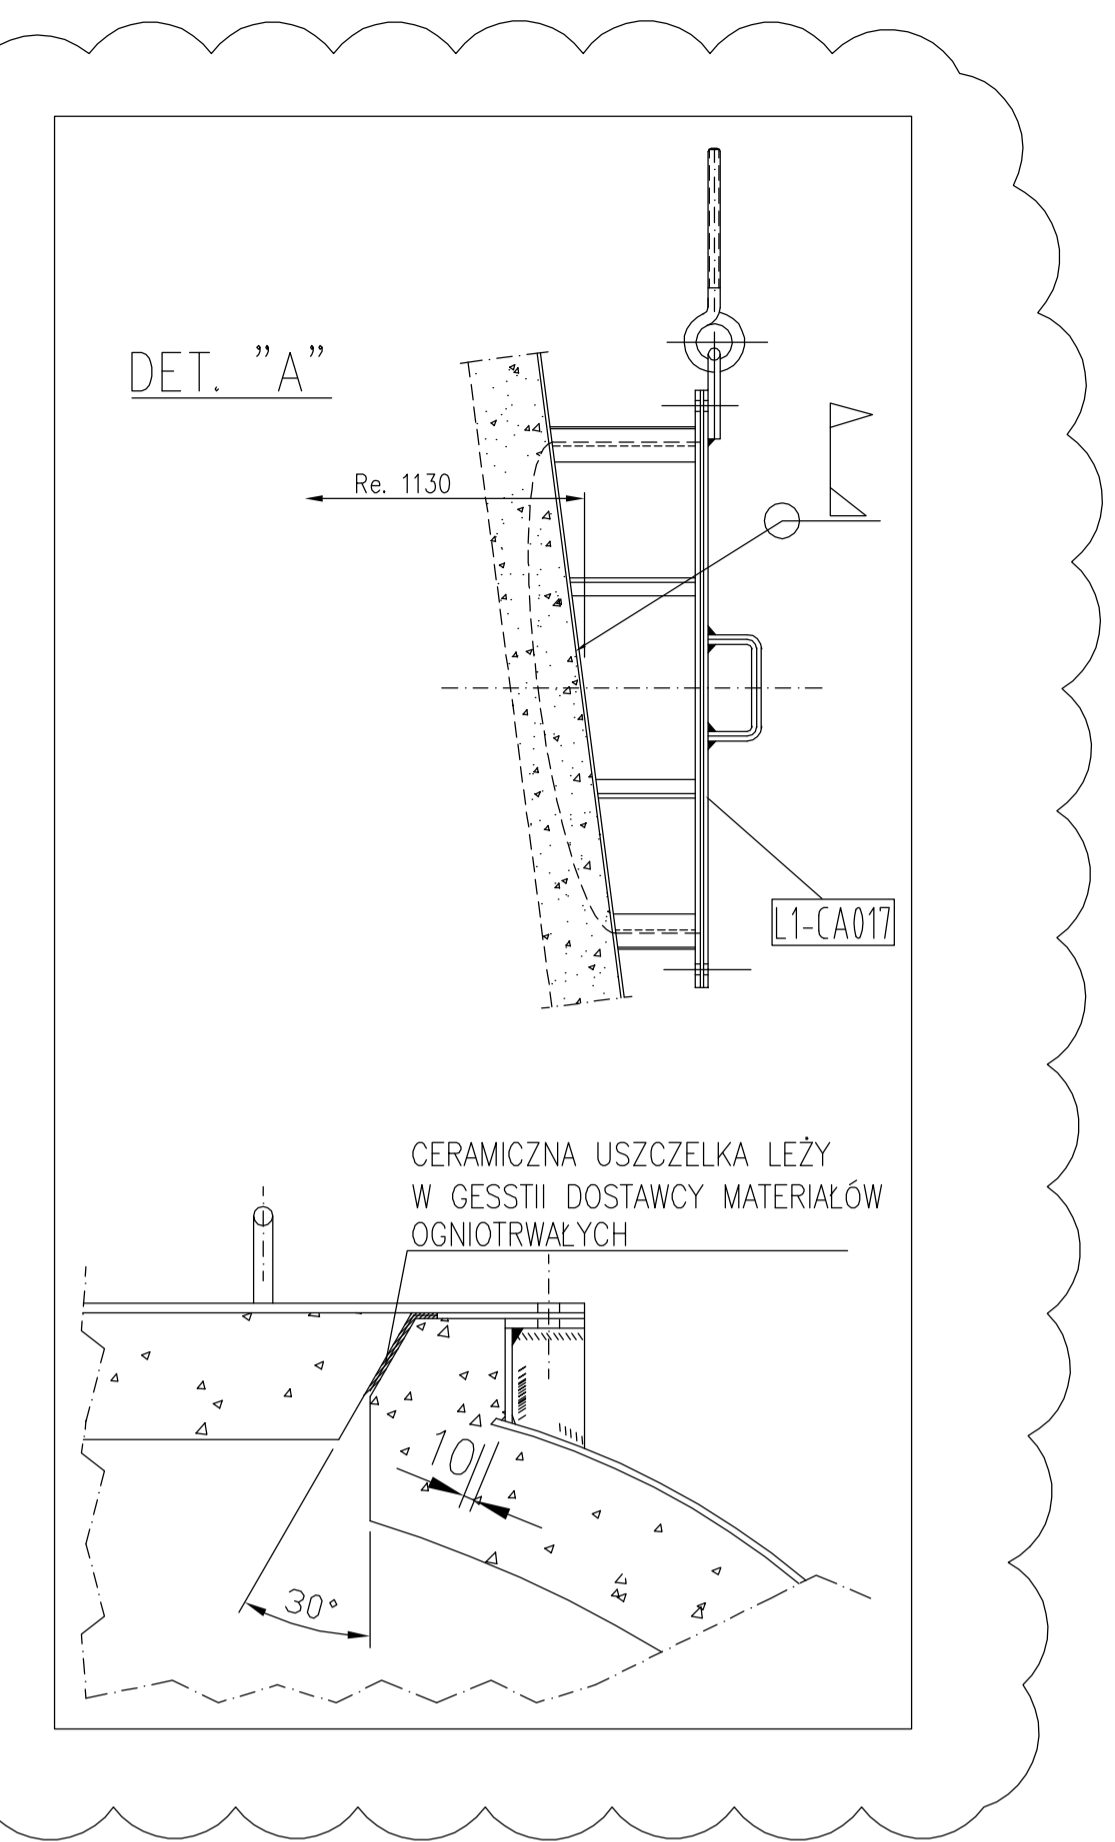 DET. "A"
Re. 1130
L1-CA017
CERAMICZNA USZCZELKA LEŻY
W GESSTII DOSTAWCY MATERIAŁÓW
OGNIOTRWAŁYCH
10
30°